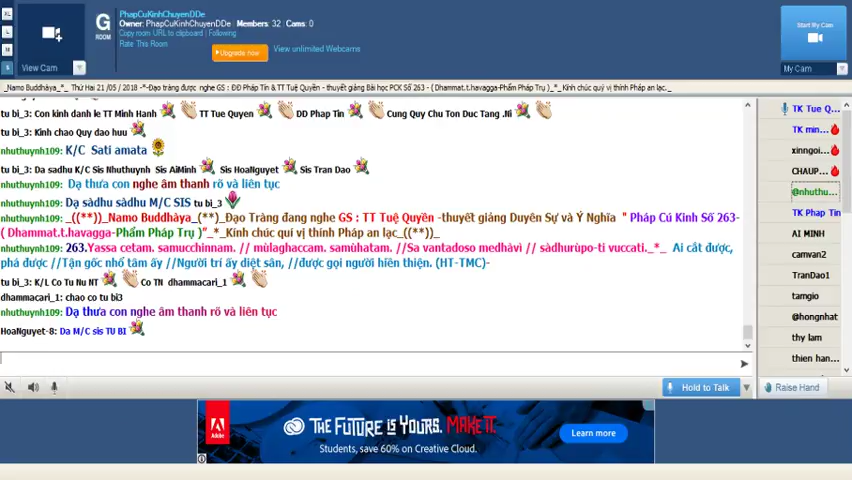 PhapCuKinhChuyenDDe
Owner: PhapCuKinhChuyenDDe Members: 32 Cams: 0
Copy room URL to clipboard | Following
Rate This Room
G
ROOM
Upgrade now
View unlimited Webcams
View Cam
Start My Cam
My Cam
_Namo Buddhàya_*_ Thứ Hai 21 /05 / 2018 -*-Đạo tràng được nghe GS : ĐĐ Pháp Tín & TT Tuệ Quyền - thuyết giảng Bài học PCK Số 263 - ( Dhammat.t.havagga-Phẩm Pháp Trụ )_*_ Kính chúc quý vị thính Pháp an lạc,_
tu bi_3: Con kinh danh le TT Minh Hanh TT Tue Quyen DD Phap Tin Cung Quy Chu Ton Duc Tang .Ni
tu bi_3: Kinh chao Quy dao huu
nhuthuynh109: K/C Sati amata
tu bi_3: Da sadhu K/C Sis Nhuthuynh Sis AiMinh Sis HoaNguyet Sis Tran Dao
nhuthuynh109: Dạ thưa con nghe âm thanh rõ và liên tục
nhuthuynh109: Dạ sàdhu sàdhu M/C SIS tu bi_3
nhuthuynh109: _((**))_Namo Buddhàya_(**)_Đạo Tràng đang nghe GS : TT Tuệ Quyền -thuyết giảng Duyên Sự và Ý Nghĩa " Pháp Cú Kinh Số 263-
( Dhammat.t.havagga-Phẩm Pháp Trụ )"_*_Kính chúc quí vị thính Pháp an lạc_((**))_
nhuthuynh109: 263.Yassa cetam. samucchinnam. // mùlaghaccam. samùhatam. //Sa vantadoso medhàvì // sàdhurùpo-ti vuccati._*_ Ai cắt được,
phá được //Tận gốc nhổ tâm ấy //Người trí ấy diệt sân, //được gọi người hiền thiện. (HT-TMC)-
tu bi_3: K/L Co Tu Nu NT Co TN dhammacari_1
dhammacari_1: chao co tu bi3
nhuthuynh109: Dạ thưa con nghe âm thanh rõ và liên tục
HoaNguyet-8: Da M/C sis TU BI
TK Tue Q...
TK min...
xinngoi...
CHAUP...
@nhuthu...
TK Phap Tin
AI MINH
camvan2
TranDao1
tamgio
@hongnhat
thy lam
thien han...
Hold to Talk
Raise Hand
Adobe
THE FUTURE IS YOURS. MAKE IT.
Students, save 60% on Creative Cloud.
Learn more